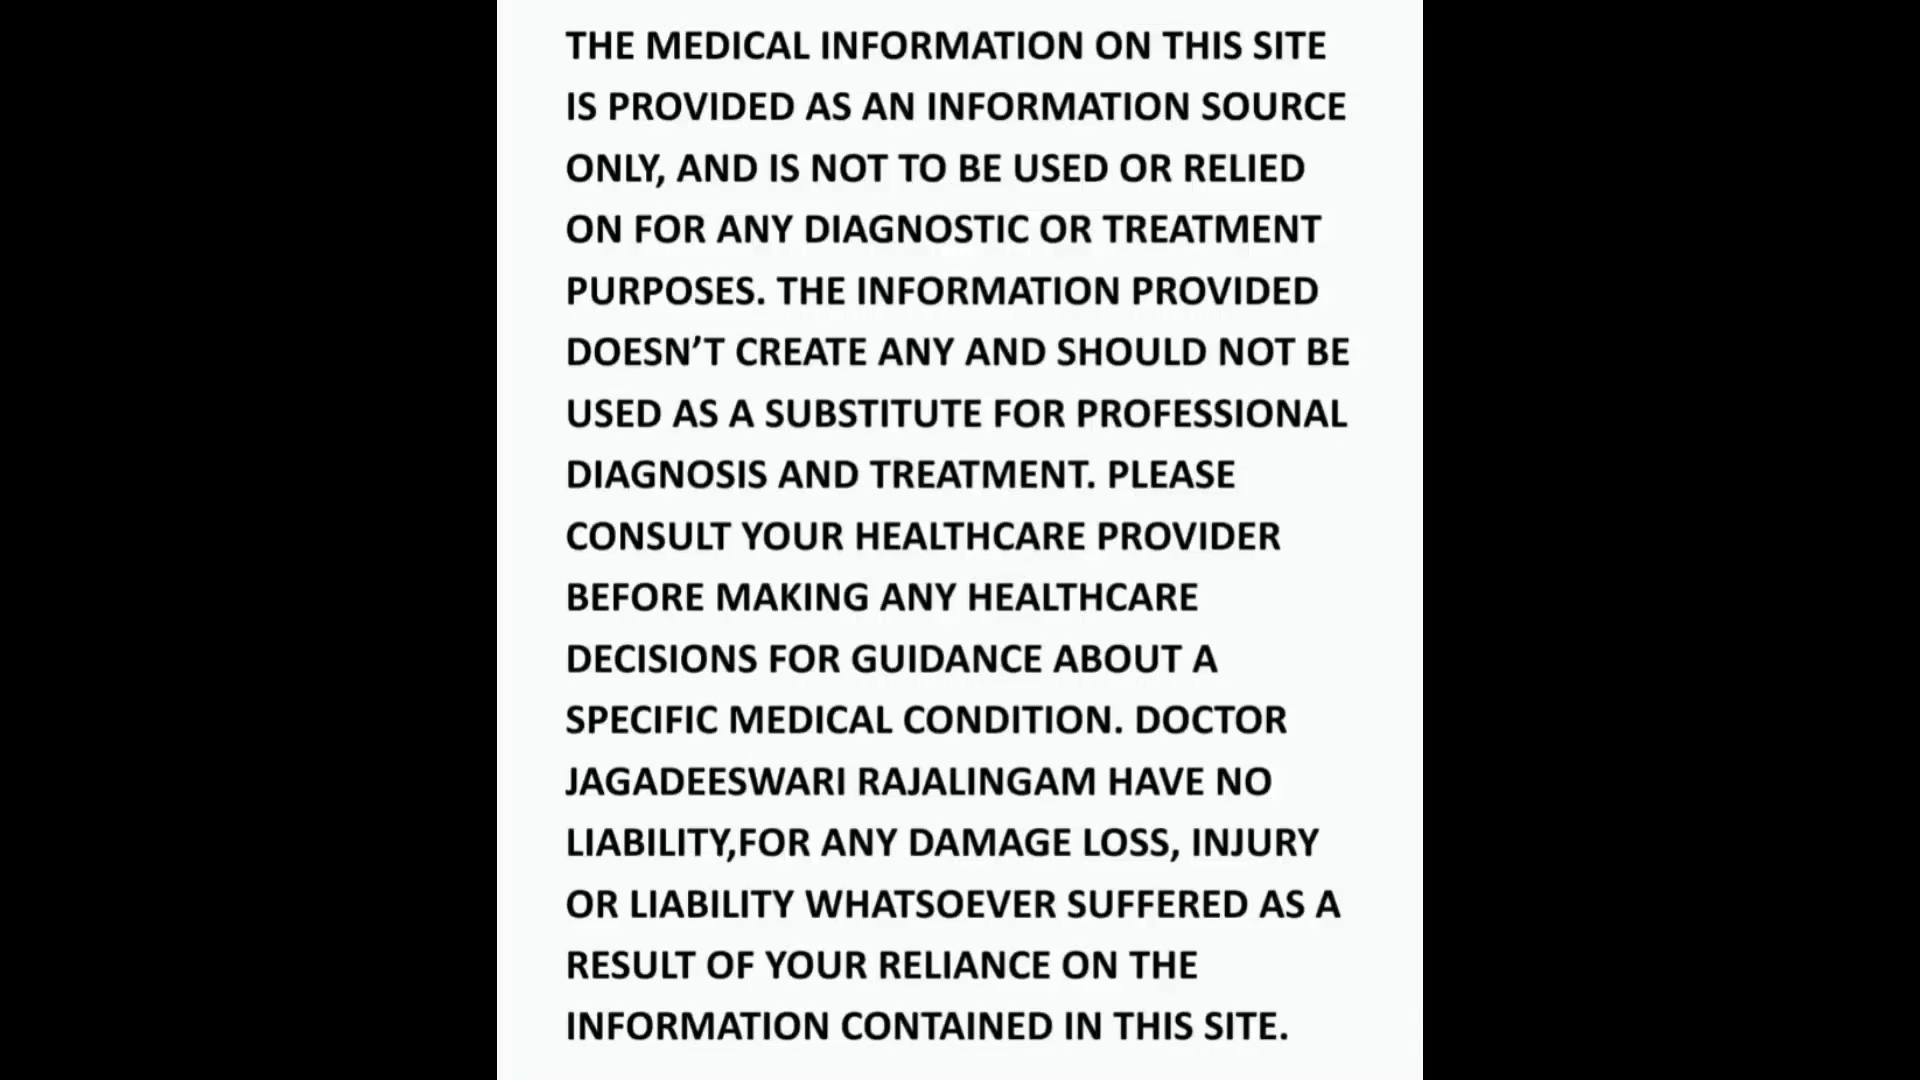 THE MEDICAL INFORMATION ON THIS SITE
IS PROVIDED AS AN INFORMATION SOURCE
ONLY, AND IS NOT TO BE USED OR RELIED
ON FOR ANY DIAGNOSTIC OR TREATMENT
PURPOSES. THE INFORMATION PROVIDED
DOESN’T CREATE ANY AND SHOULD NOT BE
USED AS A SUBSTITUTE FOR PROFESSIONAL
DIAGNOSIS AND TREATMENT. PLEASE
CONSULT YOUR HEALTHCARE PROVIDER
BEFORE MAKING ANY HEALTHCARE
DECISIONS FOR GUIDANCE ABOUT A
SPECIFIC MEDICAL CONDITION. DOCTOR
JAGADEESWARI RAJALINGAM HAVE NO
LIABILITY,FOR ANY DAMAGE LOSS, INJURY
OR LIABILITY WHATSOEVER SUFFERED AS A
RESULT OF YOUR RELIANCE ON THE
INFORMATION CONTAINED IN THIS SITE.